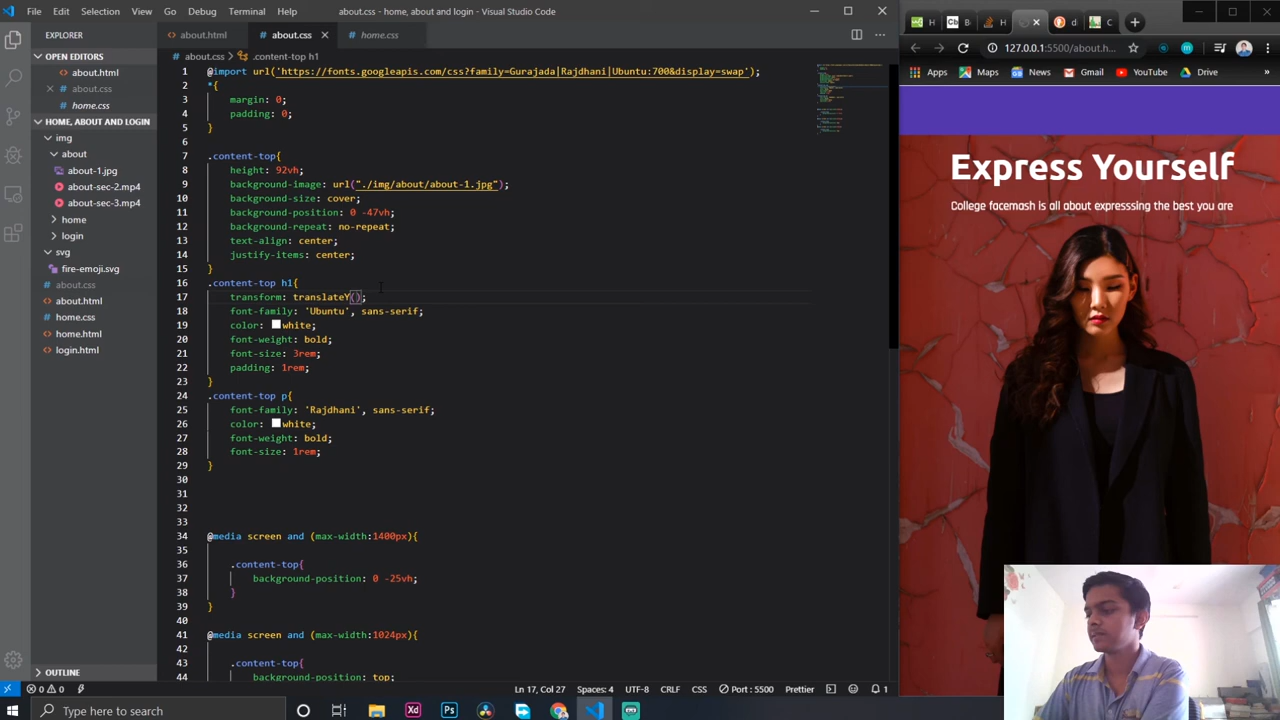 File Edit Selection View Go Debug Terminal Help about.css - home, about and login - Visual Studio Code
EXPLORER
OPEN EDITORS
about.html
about.css
home.css
HOME, ABOUT AND LOGIN
img
about
about-1.jpg
about-sec-2.mp4
about-sec-3.mp4
home
login
svg
fire-emoji.svg
about.css
about.html
home.css
home.html
login.html
OUTLINE
about.html about.css home.css
about.css > .content-top h1
1 @import url('https://fonts.googleapis.com/css?family=Gurajada|Rajdhani|Ubuntu:700&display=swap');
2 *{
3 margin: 0;
4 padding: 0;
5 }
6
7 .content-top{
8 height: 92vh;
9 background-image: url("./img/about/about-1.jpg");
10 background-size: cover;
11 background-position: 0 -47vh;
12 background-repeat: no-repeat;
13 text-align: center;
14 justify-items: center;
15 }
16 .content-top h1{
17 transform: translateY();
18 font-family: 'Ubuntu', sans-serif;
19 color: white;
20 font-weight: bold;
21 font-size: 3rem;
22 padding: 1rem;
23 }
24 .content-top p{
25 font-family: 'Rajdhani', sans-serif;
26 color: white;
27 font-weight: bold;
28 font-size: 1rem;
29 }
30
31
32
33
34 @media screen and (max-width:1400px){
35
36 .content-top{
37 background-position: 0 -25vh;
38 }
39 }
40
41 @media screen and (max-width:1024px){
42
43 .content-top{
44 background-position: top;
0 0 Ln 17, Col 27 Spaces: 4 UTF-8 CRLF CSS Port : 5500 Prettier 1
Type here to search
H Cb B H d C
127.0.0.1:5500/about.h
Apps Maps News Gmail YouTube Drive »
Express Yourself
College facemash is all about expresssing the best you are